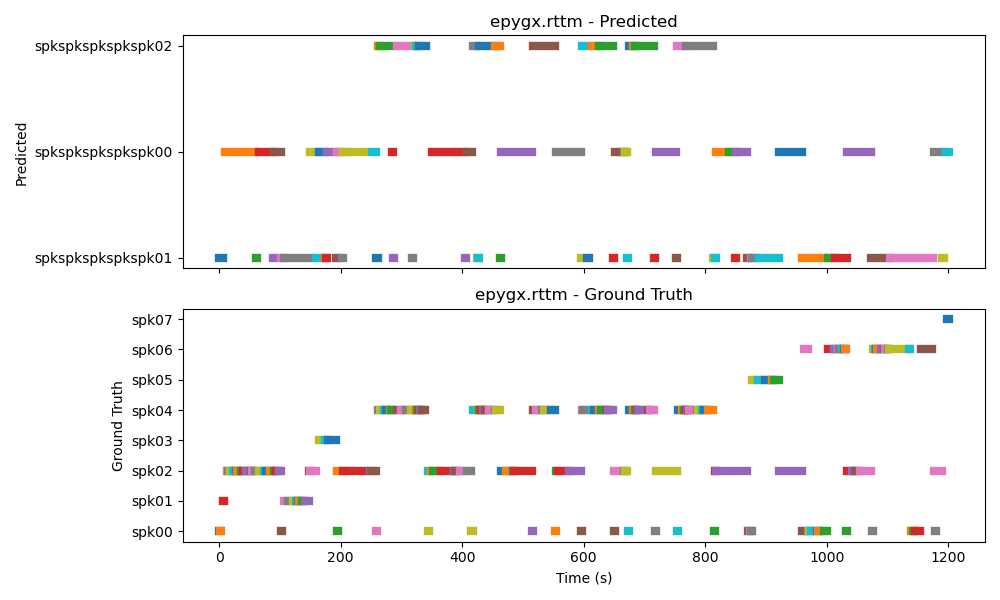 epygx.rttm - Predicted
Predicted
spkspkspkspkspk02
spkspkspkspkspk00
spkspkspkspkspk01
epygx.rttm - Ground Truth
Ground Truth
spk07
spk06
spk05
spk04
spk03
spk02
spk01
spk00
0 200 400 600 800 1000 1200
Time (s)